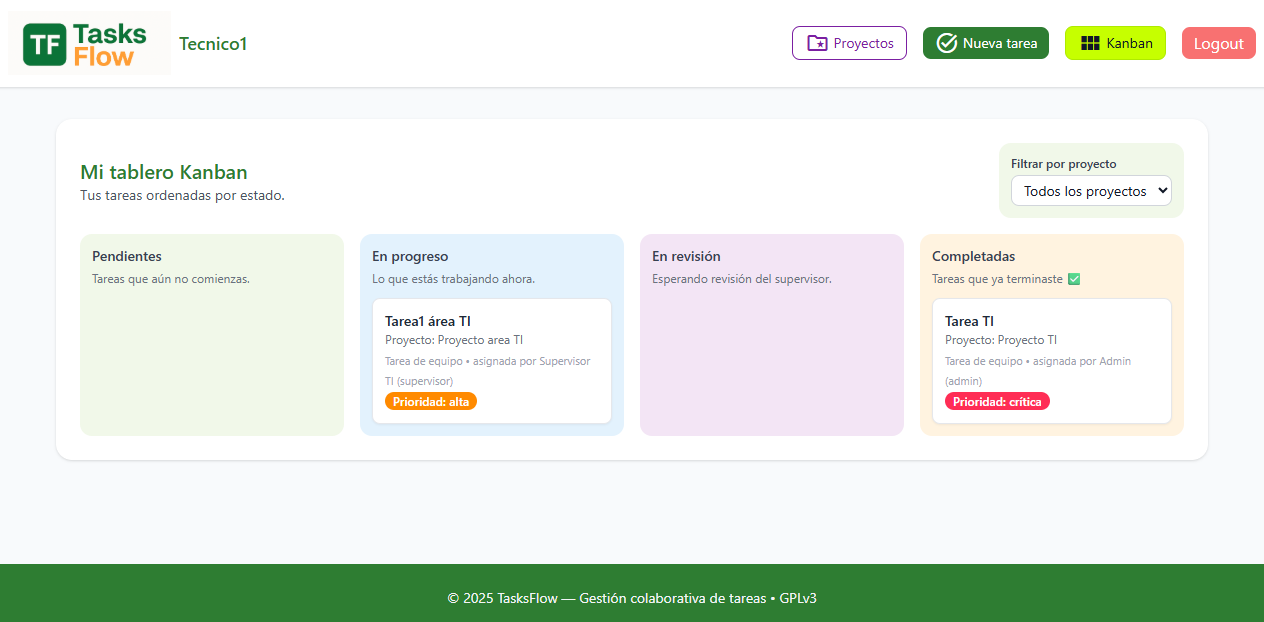 TF Tasks
Flow
Tecnico1
Proyectos
Nueva tarea
Kanban
Logout
Mi tablero Kanban
Tus tareas ordenadas por estado.
Filtrar por proyecto
Todos los proyectos
Pendientes
Tareas que aún no comienzas.
En progreso
Lo que estás trabajando ahora.
Tarea1 área TI
Proyecto: Proyecto area TI
Tarea de equipo • asignada por Supervisor
TI (supervisor)
Prioridad: alta
En revisión
Esperando revisión del supervisor.
Completadas
Tareas que ya terminaste ✅
Tarea TI
Proyecto: Proyecto TI
Tarea de equipo • asignada por Admin
(admin)
Prioridad: crítica
© 2025 TasksFlow — Gestión colaborativa de tareas • GPLv3